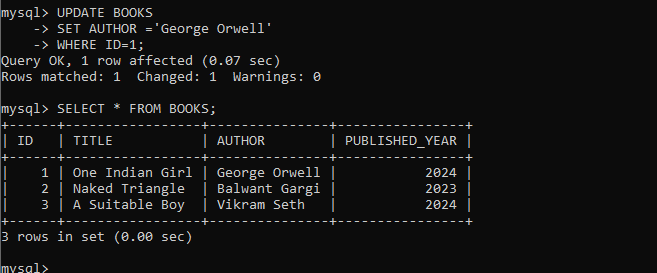 mysql> UPDATE BOOKS
    -> SET AUTHOR ='George Orwell'
    -> WHERE ID=1;
Query OK, 1 row affected (0.07 sec)
Rows matched: 1  Changed: 1  Warnings: 0
mysql> SELECT * FROM BOOKS;
+------+-----------------+---------------+----------------+
| ID   | TITLE           | AUTHOR        | PUBLISHED_YEAR |
+------+-----------------+---------------+----------------+
|    1 | One Indian Girl | George Orwell |           2024 |
|    2 | Naked Triangle  | Balwant Gargi |           2023 |
|    3 | A Suitable Boy  | Vikram Seth   |           2024 |
+------+-----------------+---------------+----------------+
3 rows in set (0.00 sec)
mysql>